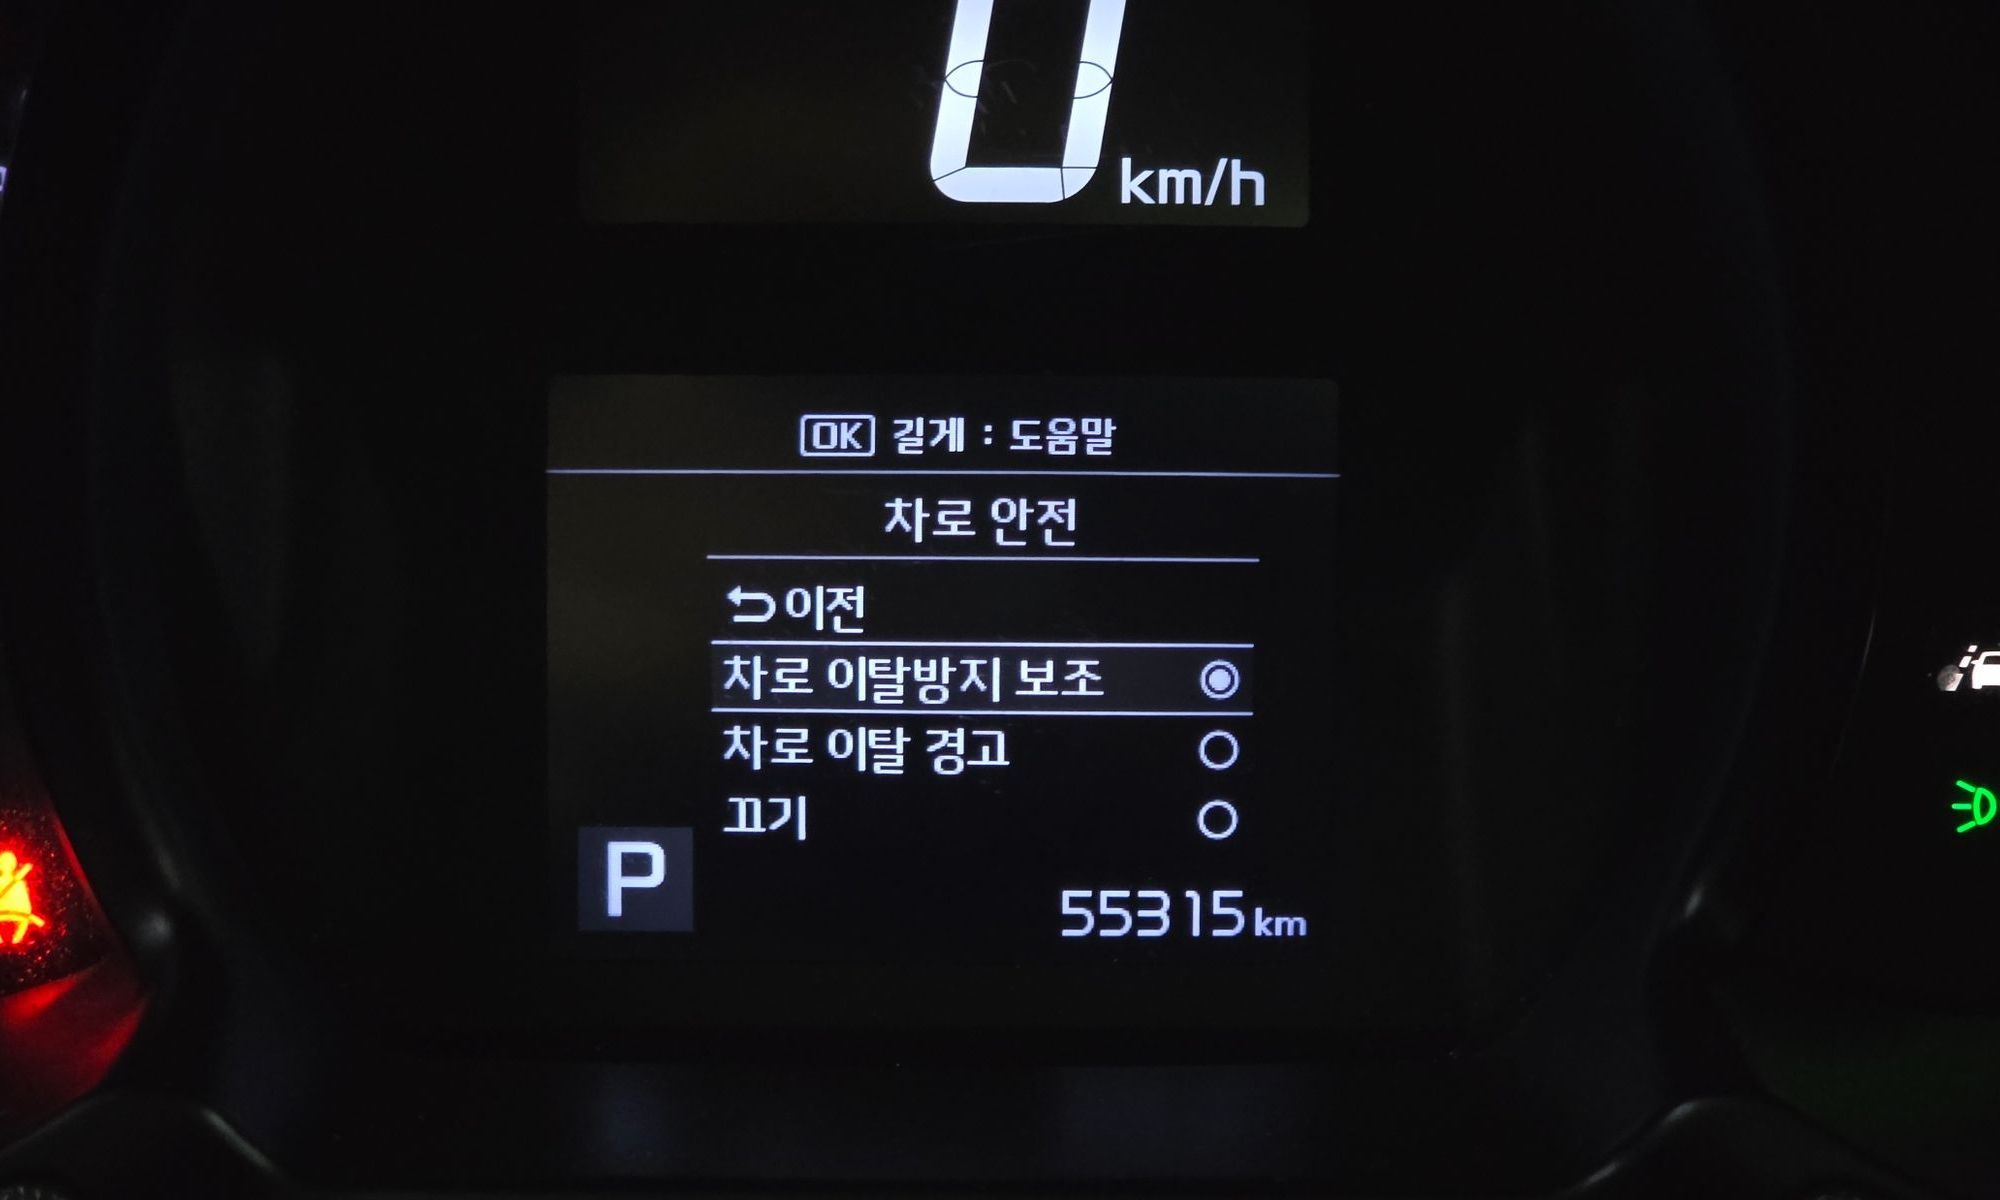 0
km/h
OK 길게 : 도움말
차로 안전
이전
차로 이탈방지 보조
차로 이탈 경고
끄기
P
55315 km